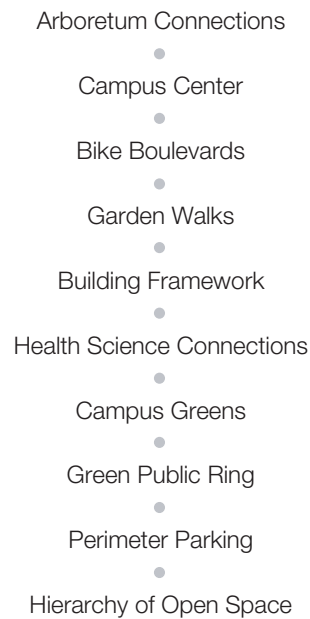 Arboretum Connections
Campus Center
Bike Boulevards
Garden Walks
Building Framework
Health Science Connections
Campus Greens
Green Public Ring
Perimeter Parking
Hierarchy of Open Space